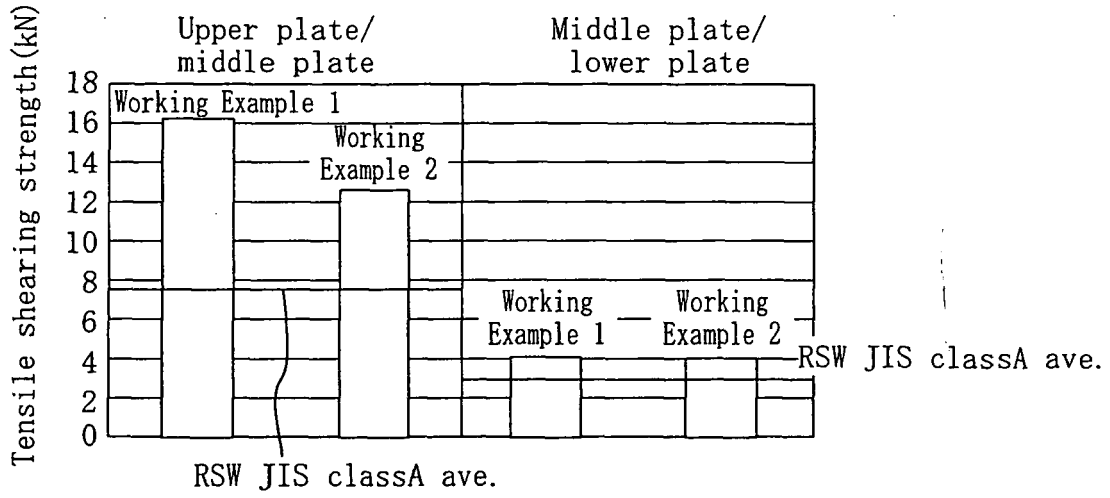 Tensile shearing strength(kN)
Upper plate/
middle plate
Middle plate/
lower plate
18
16
14
12
10
8
6
4
2
0
Working Example 1
Working
Example 2
Working
Example 1
Working
Example 2
RSW JIS classA ave.
RSW JIS classA ave.